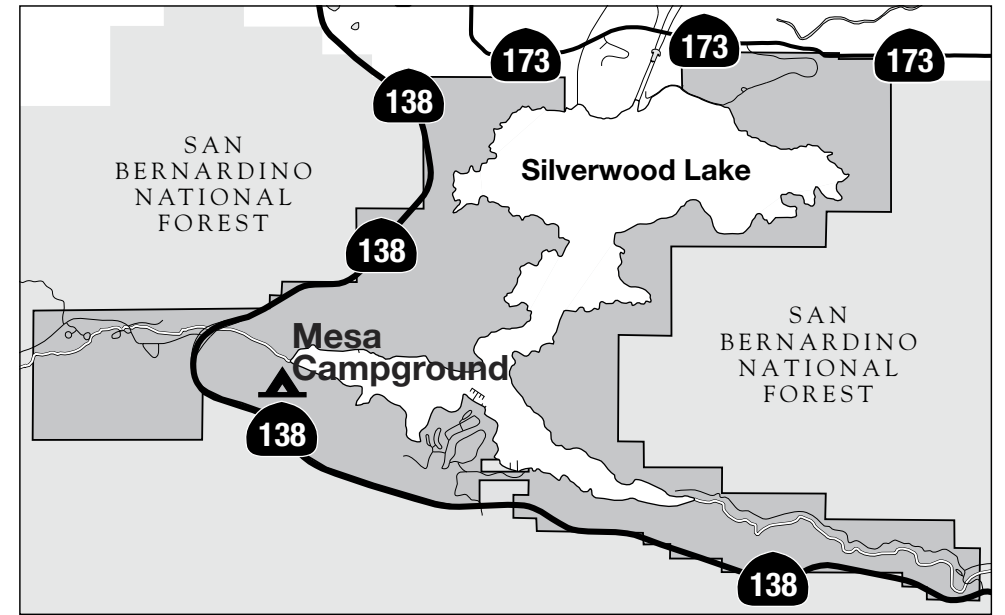 173
173
173
138
SAN
BERNARDINO
NATIONAL
FOREST
Silverwood Lake
138
SAN
BERNARDINO
NATIONAL
FOREST
Mesa
Campground
138
138